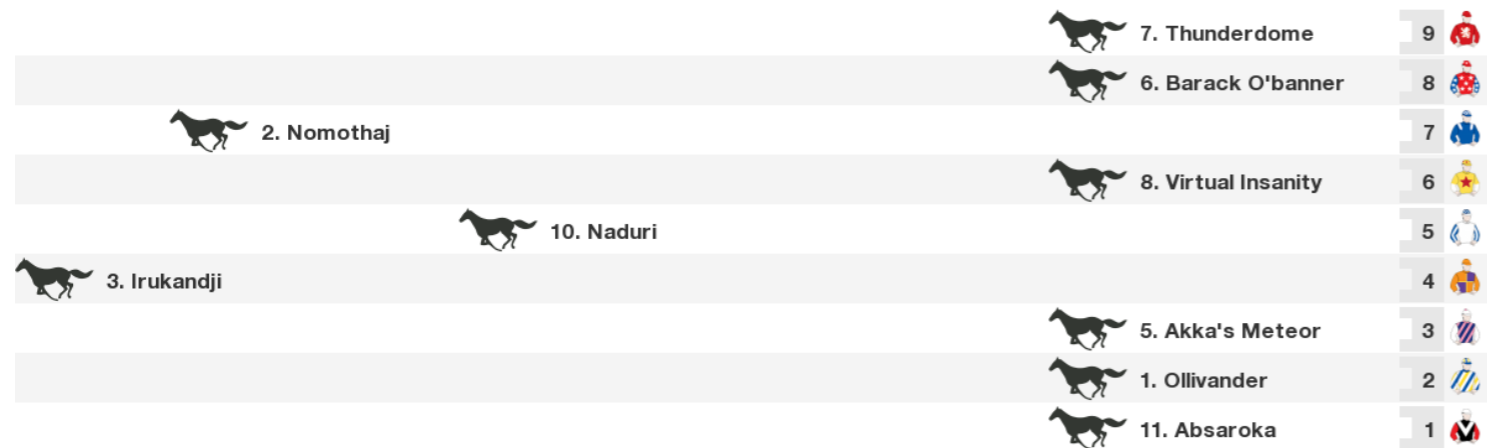 7. Thunderdome 9
6. Barack O'banner 8
2. Nomothaj 7
8. Virtual Insanity 6
10. Naduri 5
3. Irukandji 4
5. Akka's Meteor 3
1. Ollivander 2
11. Absaroka 1